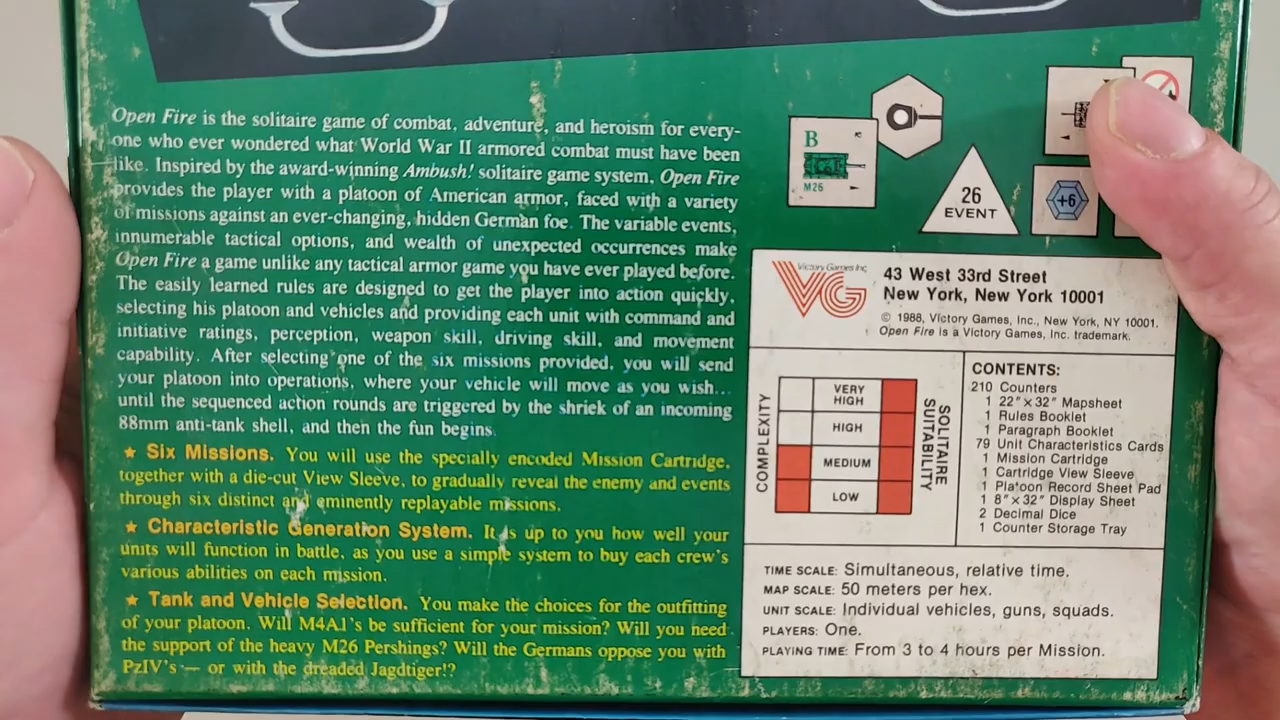 Open Fire is the solitaire game of combat, adventure, and heroism for every-
one who ever wondered what World War II armored combat must have been
like. Inspired by the award-winning Ambush! solitaire game system, Open Fire
provides the player with a platoon of American armor, faced with a variety
of missions against an ever-changing, hidden German foe. The variable events,
innumerable tactical options, and wealth of unexpected occurrences make
Open Fire a game unlike any tactical armor game you have ever played before.
The easily learned rules are designed to get the player into action quickly,
selecting his platoon and vehicles and providing each unit with command and
initiative ratings, perception, weapon skill, driving skill, and movement
capability. After selecting one of the six missions provided, you will send
your platoon into operations, where your vehicle will move as you wish...
until the sequenced action rounds are triggered by the shriek of an incoming
88mm anti-tank shell, and then the fun begins.
★ Six Missions. You will use the specially encoded Mission Cartridge,
together with a die-cut View Sleeve, to gradually reveal the enemy and events
through six distinct and eminently replayable missions.
★ Characteristic Generation System. It is up to you how well your
units will function in battle, as you use a simple system to buy each crew's
various abilities on each mission.
★ Tank and Vehicle Selection. You make the choices for the outfitting
of your platoon. Will M4A1's be sufficient for your mission? Will you need
the support of the heavy M26 Pershings? Will the Germans oppose you with
PzIV's — or with the dreaded Jagdtiger!?
B
M26
26
EVENT
+6
Victory Games Inc.
VG
43 West 33rd Street
New York, New York 10001
© 1988, Victory Games, Inc., New York, NY 10001.
Open Fire is a Victory Games, Inc. trademark.
COMPLEXITY
VERY
HIGH
HIGH
MEDIUM
LOW
SOLITAIRE
SUITABILITY
CONTENTS:
210 Counters
1 22"×32" Mapsheet
1 Rules Booklet
1 Paragraph Booklet
79 Unit Characteristics Cards
1 Mission Cartridge
1 Cartridge View Sleeve
1 Platoon Record Sheet Pad
1 8"×32" Display Sheet
2 Decimal Dice
1 Counter Storage Tray
TIME SCALE: Simultaneous, relative time.
MAP SCALE: 50 meters per hex.
UNIT SCALE: Individual vehicles, guns, squads.
PLAYERS: One.
PLAYING TIME: From 3 to 4 hours per Mission.